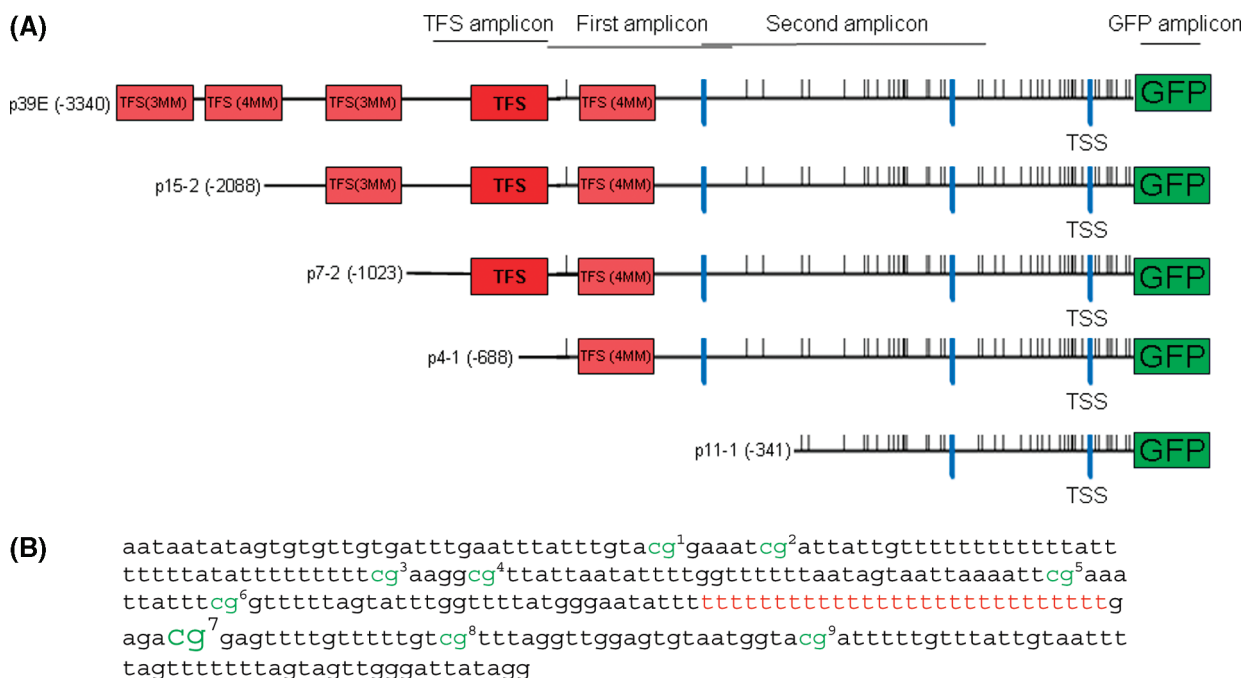 (A)
TFS amplicon First amplicon Second amplicon GFP amplicon
p39E (-3340) TFS(3MM) TFS (4MM) TFS(3MM) TFS TFS (4MM) GFP
TSS
p15-2 (-2088) TFS(3MM) TFS TFS (4MM) GFP
TSS
p7-2 (-1023) TFS TFS (4MM) GFP
TSS
p4-1 (-688) TFS (4MM) GFP
TSS
p11-1 (-341) GFP
TSS
(B)
aataatatagtgtgttgtgatttgaatttatttgtacg1gaaatcg2attattgtttttttttttttatt
tttttatatttttttttcg3aaggcg4ttattaatattttggttttttaatagtaattaaaattcg5aaa
ttatttcg6gtttttagtatttggttttatgggaatatttttttttttttttttttttttttttttttttg
agacg7gagttttgtttttgtcg8tttaggttggagtgtaatggtacg9atttttgtttattgtaattt
tagtttttttagtagttgggattatagg